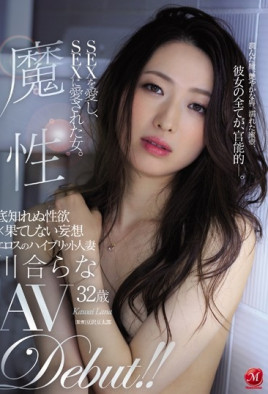 SEXを愛し、
SEXに愛された女。
魔性
彼女の全てが、官能的――。
底知れぬ性欲
×果てしない妄想
エロスのハイブリット人妻
川合らな
32歳
Kawai Lana
AV
Debut!!
M